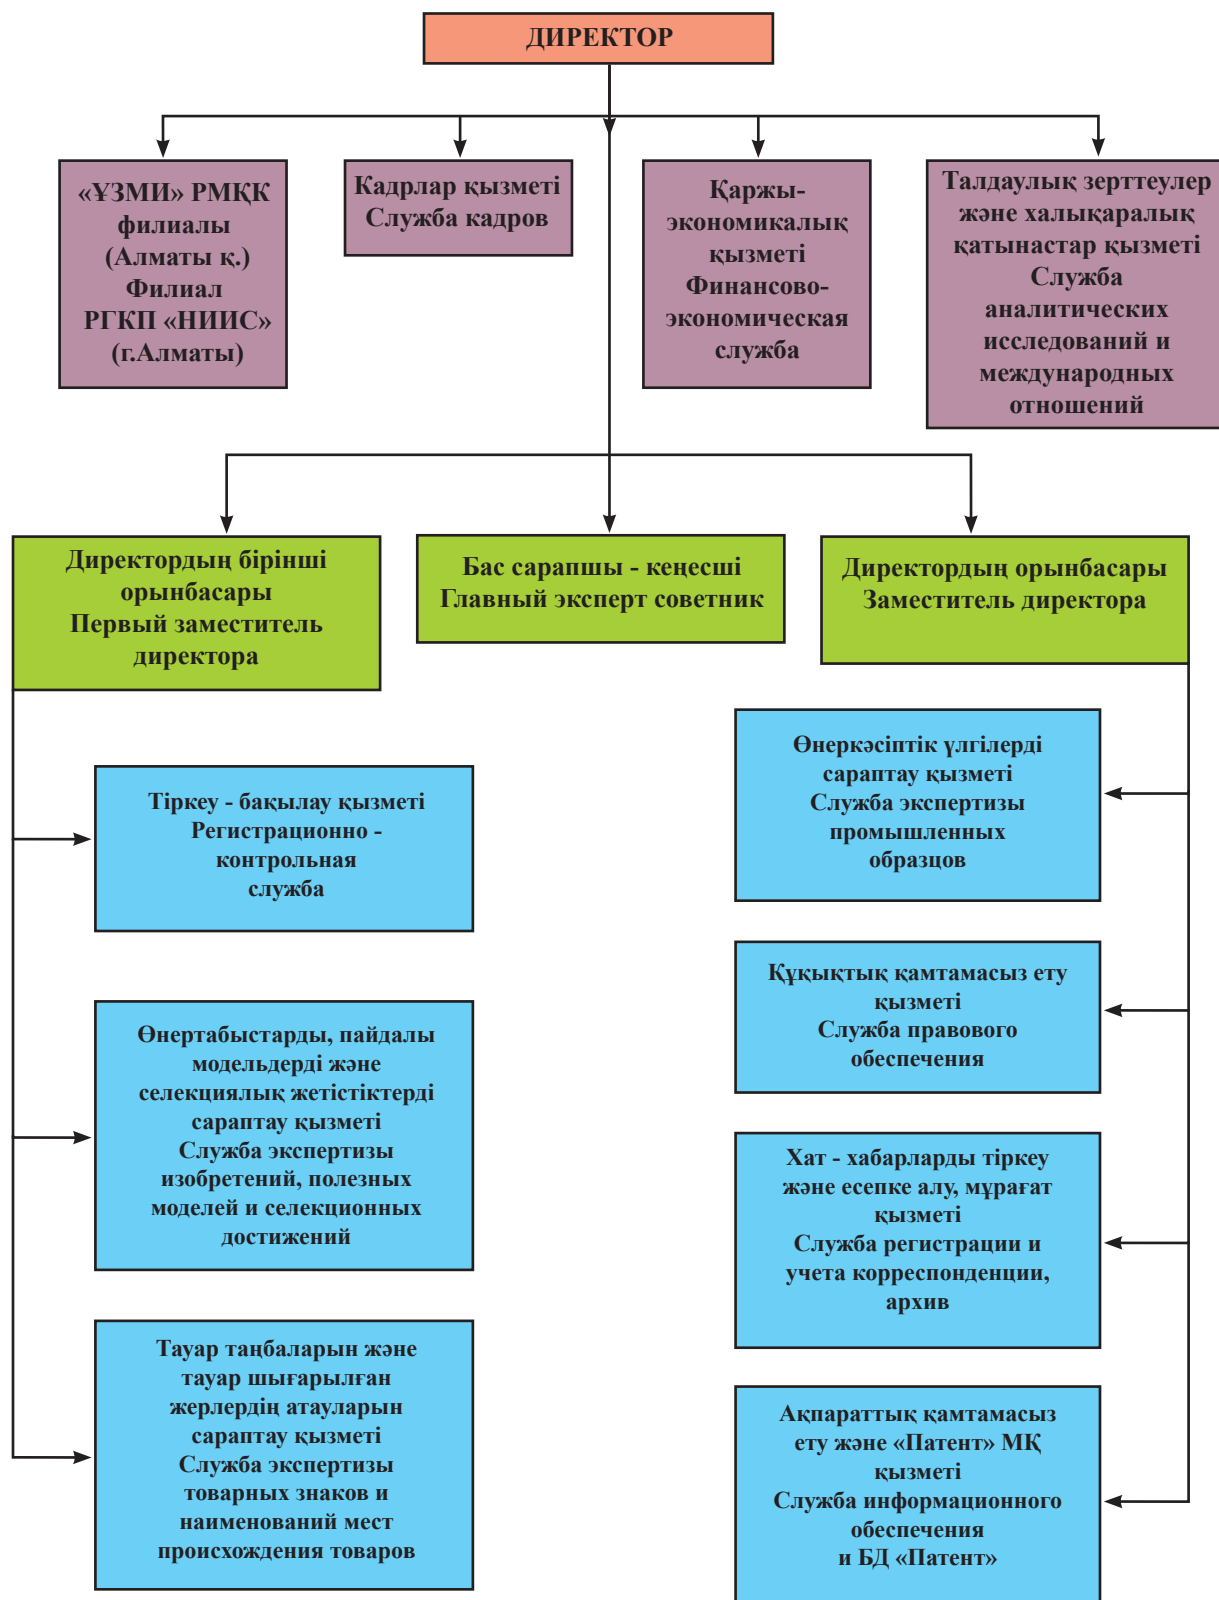 ДИРЕКТОР
«ҰЗМИ» РМҚК
филиалы
(Алматы қ.)
Филиал
РГКП «НИИС»
(г.Алматы)
Кадрлар қызметі
Служба кадров
Қаржы-
экономикалық
қызметі
Финансово-
экономическая
служба
Талдаулық зерттеулер
және халықаралық
қатынастар қызметі
Служба
аналитических
исследований и
международных
отношений
Директордың бірінші
орынбасары
Первый заместитель
директора
Бас сарапшы - кеңесші
Главный эксперт советник
Директордың орынбасары
Заместитель директора
Тіркеу - бақылау қызметі
Регистрационно -
контрольная
служба
Өнертабыстарды, пайдалы
модельдерді және
селекциялық жетістіктерді
сараптау қызметі
Служба экспертизы
изобретений, полезных
моделей и селекционных
достижений
Тауар таңбаларын және
тауар шығарылған
жерлердің атауларын
сараптау қызметі
Служба экспертизы
товарных знаков и
наименований мест
происхождения товаров
Өнеркәсіптік үлгілерді
сараптау қызметі
Служба экспертизы
промышленных
образцов
Құқықтық қамтамасыз ету
қызметі
Служба правового
обеспечения
Хат - хабарларды тіркеу
және есепке алу, мұрағат
қызметі
Служба регистрации и
учета корреспонденции,
архив
Ақпараттық қамтамасыз
ету және «Патент» МҚ
қызметі
Служба информационного
обеспечения
и БД «Патент»